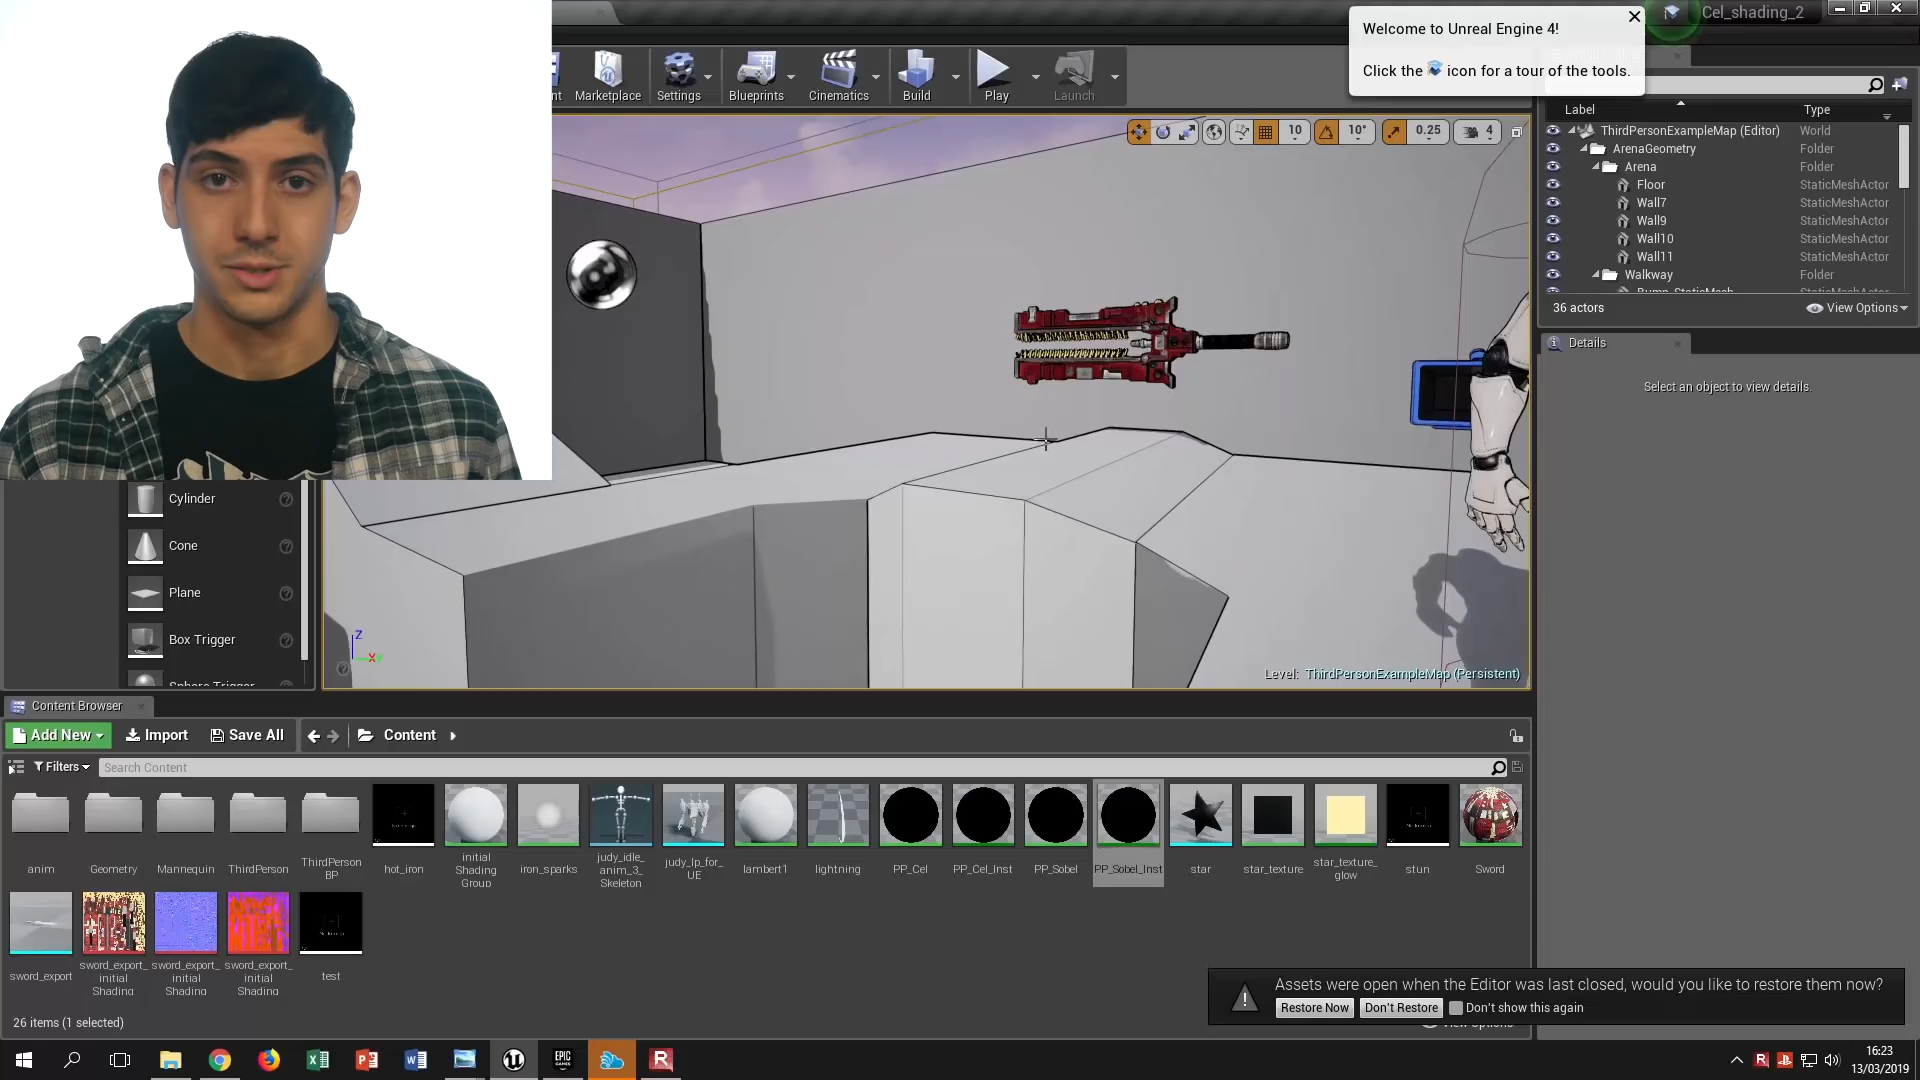 Welcome to Unreal Engine 4!
Click the icon for a tour of the tools.
Cel_shading_2
Marketplace
Settings
Blueprints
Cinematics
Build
Play
Launch
10
10°
0.25
4
Label
Type
ThirdPersonExampleMap (Editor)
World
ArenaGeometry
Folder
Arena
Folder
Floor
StaticMeshActor
Wall7
StaticMeshActor
Wall9
StaticMeshActor
Wall10
StaticMeshActor
Wall11
StaticMeshActor
Walkway
Folder
Bump_StaticMesh
StaticMeshActor
36 actors
View Options
Details
Select an object to view details.
Cylinder
Cone
Plane
Box Trigger
Sphere Trigger
Z
X
Level: ThirdPersonExampleMap (Persistent)
Content Browser
Add New
Import
Save All
Content
Filters
Search Content
anim
Geometry
Mannequin
ThirdPerson
ThirdPerson
BP
hot_iron
initial
Shading
Group
iron_sparks
judy_idle_
anim_3_
Skeleton
judy_lp_for_
UE
lambert1
lightning
PP_Cel
PP_Cel_Inst
PP_Sobel
PP_Sobel_Inst
star
star_texture
star_texture_
glow
stun
Sword
sword_export
sword_export_
initial
Shading
sword_export_
initial
Shading
sword_export_
initial
Shading
test
26 items (1 selected)
Assets were open when the Editor was last closed, would you like to restore them now?
Restore Now
Don't Restore
Don't show this again
View Options
16:23
13/03/2019